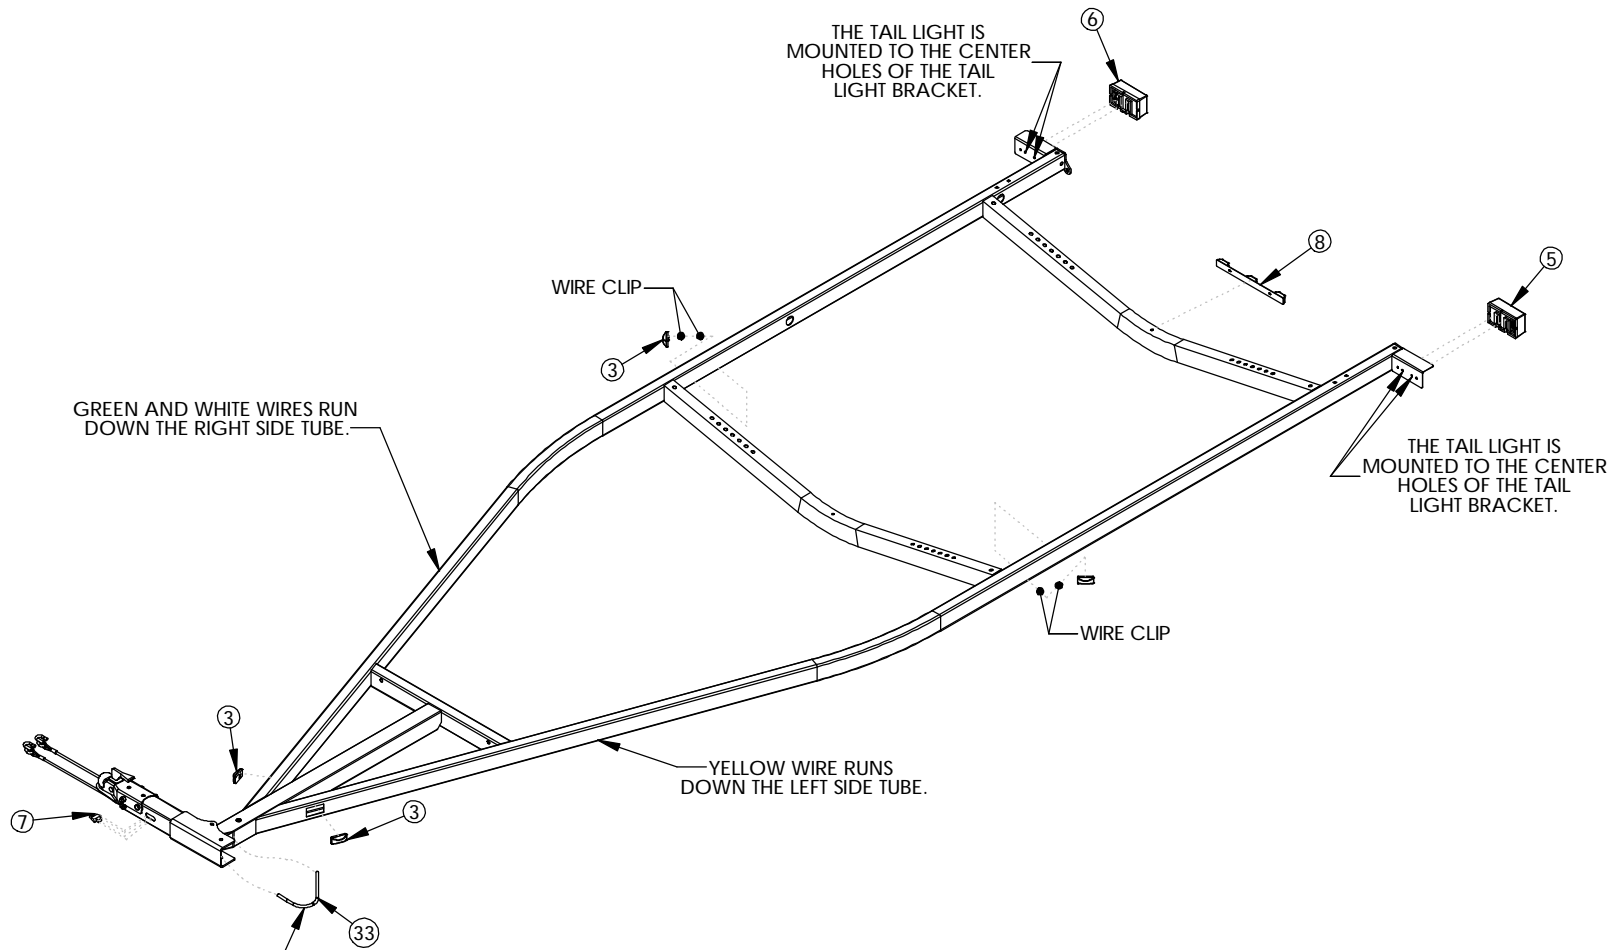 6
THE TAIL LIGHT IS
MOUNTED TO THE CENTER
HOLES OF THE TAIL
LIGHT BRACKET.
8
5
WIRE CLIP
3
GREEN AND WHITE WIRES RUN
DOWN THE RIGHT SIDE TUBE.
THE TAIL LIGHT IS
MOUNTED TO THE CENTER
HOLES OF THE TAIL
LIGHT BRACKET.
WIRE CLIP
3
YELLOW WIRE RUNS
DOWN THE LEFT SIDE TUBE.
7
3
33